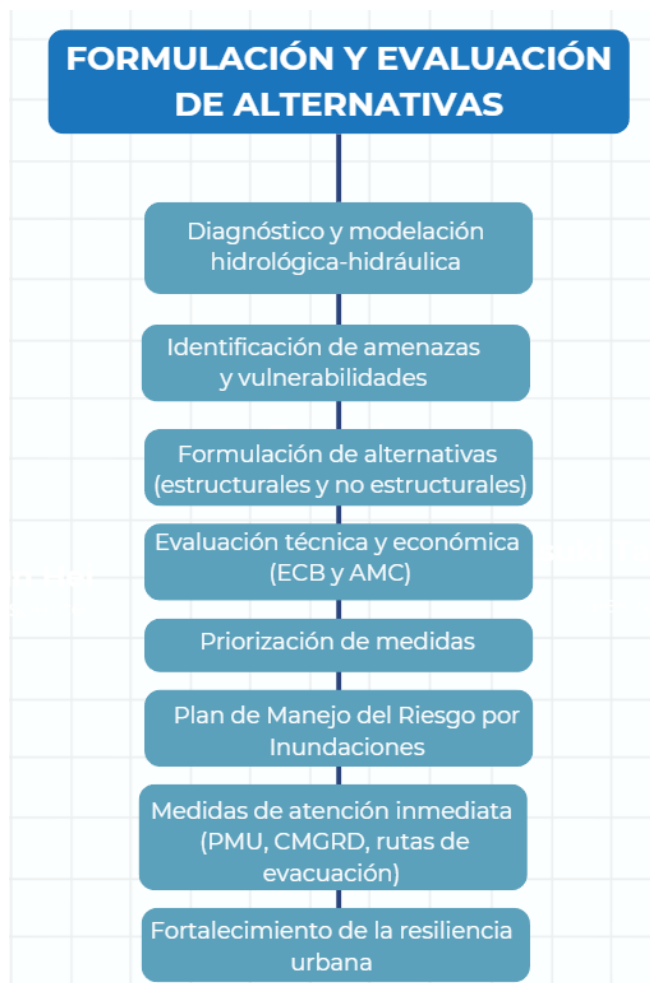 FORMULACIÓN Y EVALUACIÓN
DE ALTERNATIVAS
Diagnóstico y modelación
hidrológica-hidráulica
Identificación de amenazas
y vulnerabilidades
Formulación de alternativas
(estructurales y no estructurales)
Evaluación técnica y económica
(ECB y AMC)
Priorización de medidas
Plan de Manejo del Riesgo por
Inundaciones
Medidas de atención inmediata
(PMU, CMGRD, rutas de
evacuación)
Fortalecimiento de la resiliencia
urbana